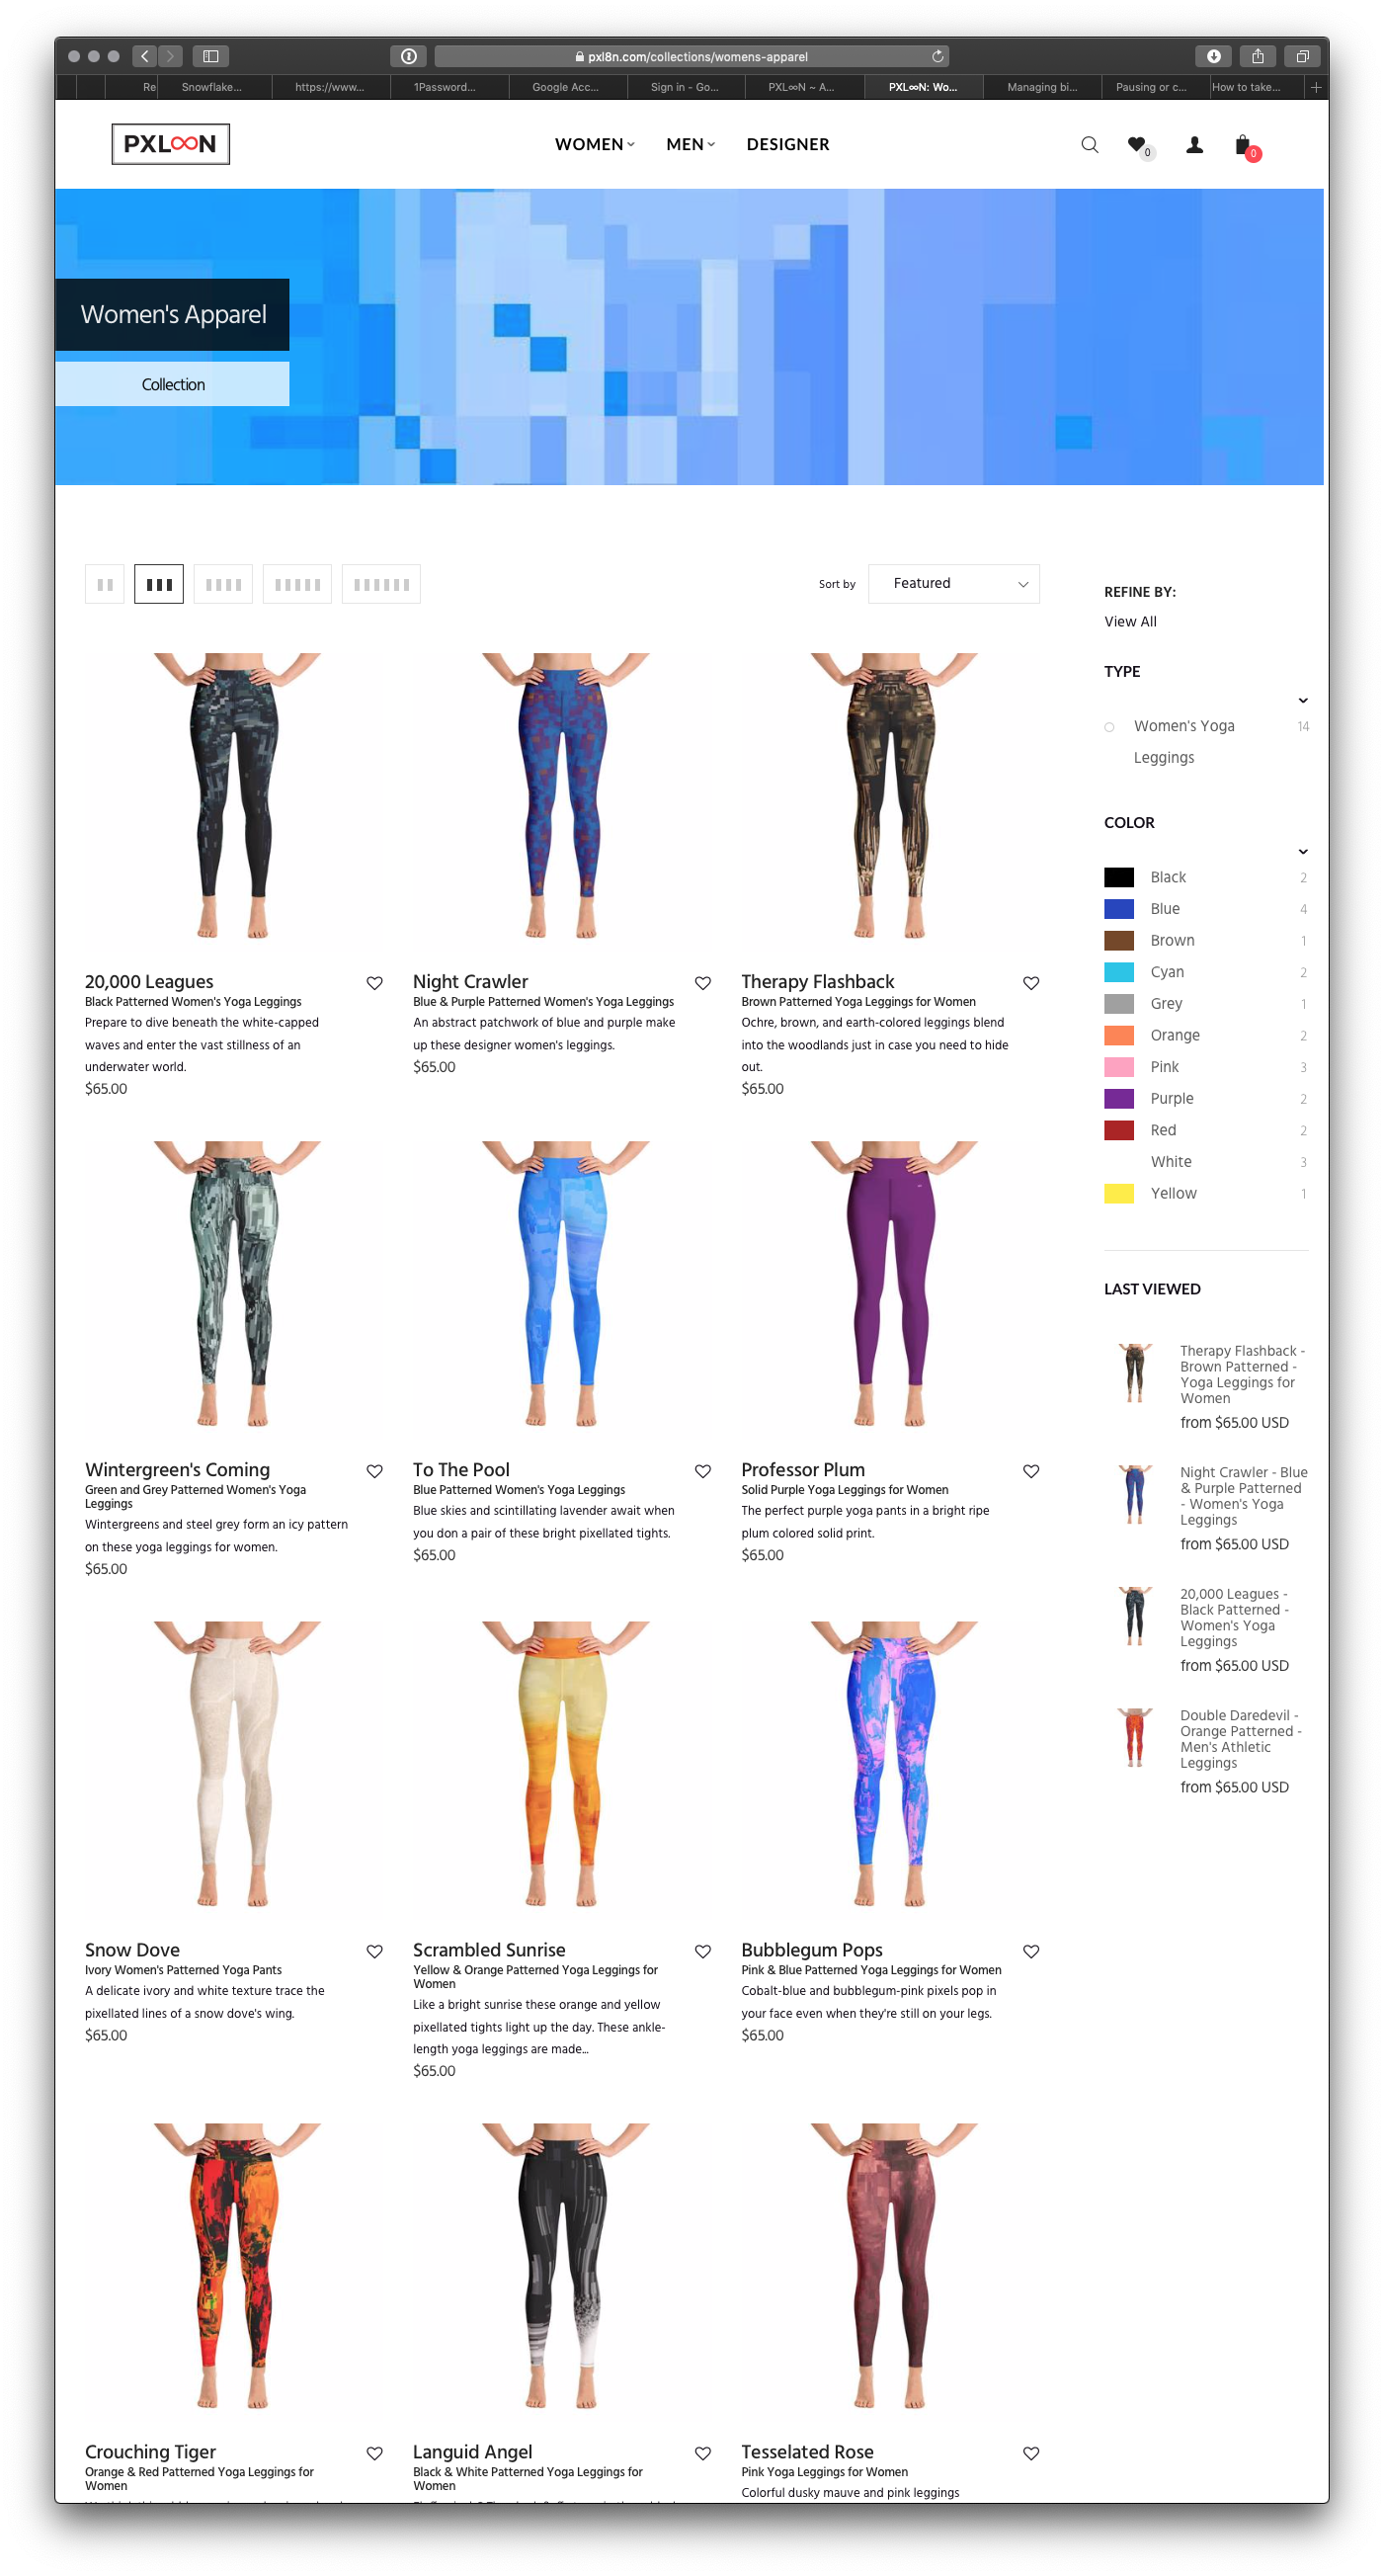 pxl8n.com/collections/womens-apparel
Re
Snowflake...
https://www...
1Password...
Google Acc...
Sign in - Go...
PXL∞N ~ A...
PXL∞N: Wo...
Managing bi...
Pausing or c...
How to take...
PXL∞N
WOMEN
MEN
DESIGNER
0
0
Women's Apparel
Collection
Sort by
Featured
20,000 Leagues
Black Patterned Women's Yoga Leggings
Prepare to dive beneath the white-capped
waves and enter the vast stillness of an
underwater world.
$65.00
Night Crawler
Blue & Purple Patterned Women's Yoga Leggings
An abstract patchwork of blue and purple make
up these designer women's leggings.
$65.00
Therapy Flashback
Brown Patterned Yoga Leggings for Women
Ochre, brown, and earth-colored leggings blend
into the woodlands just in case you need to hide
out.
$65.00
Wintergreen's Coming
Green and Grey Patterned Women's Yoga
Leggings
Wintergreens and steel grey form an icy pattern
on these yoga leggings for women.
$65.00
To The Pool
Blue Patterned Women's Yoga Leggings
Blue skies and scintillating lavender await when
you don a pair of these bright pixellated tights.
$65.00
Professor Plum
Solid Purple Yoga Leggings for Women
The perfect purple yoga pants in a bright ripe
plum colored solid print.
$65.00
Snow Dove
Ivory Women's Patterned Yoga Pants
A delicate ivory and white texture trace the
pixellated lines of a snow dove's wing.
$65.00
Scrambled Sunrise
Yellow & Orange Patterned Yoga Leggings for
Women
Like a bright sunrise these orange and yellow
pixellated tights light up the day. These ankle-
length yoga leggings are made...
$65.00
Bubblegum Pops
Pink & Blue Patterned Yoga Leggings for Women
Cobalt-blue and bubblegum-pink pixels pop in
your face even when they're still on your legs.
$65.00
Crouching Tiger
Orange & Red Patterned Yoga Leggings for
Women
Languid Angel
Black & White Patterned Yoga Leggings for
Women
Tesselated Rose
Pink Yoga Leggings for Women
Colorful dusky mauve and pink leggings
REFINE BY:
View All
TYPE
Women's Yoga 14
Leggings
COLOR
Black 2
Blue 4
Brown 1
Cyan 2
Grey 1
Orange 2
Pink 3
Purple 2
Red 2
White 3
Yellow 1
LAST VIEWED
Therapy Flashback -
Brown Patterned -
Yoga Leggings for
Women
from $65.00 USD
Night Crawler - Blue
& Purple Patterned
- Women's Yoga
Leggings
from $65.00 USD
20,000 Leagues -
Black Patterned -
Women's Yoga
Leggings
from $65.00 USD
Double Daredevil -
Orange Patterned -
Men's Athletic
Leggings
from $65.00 USD